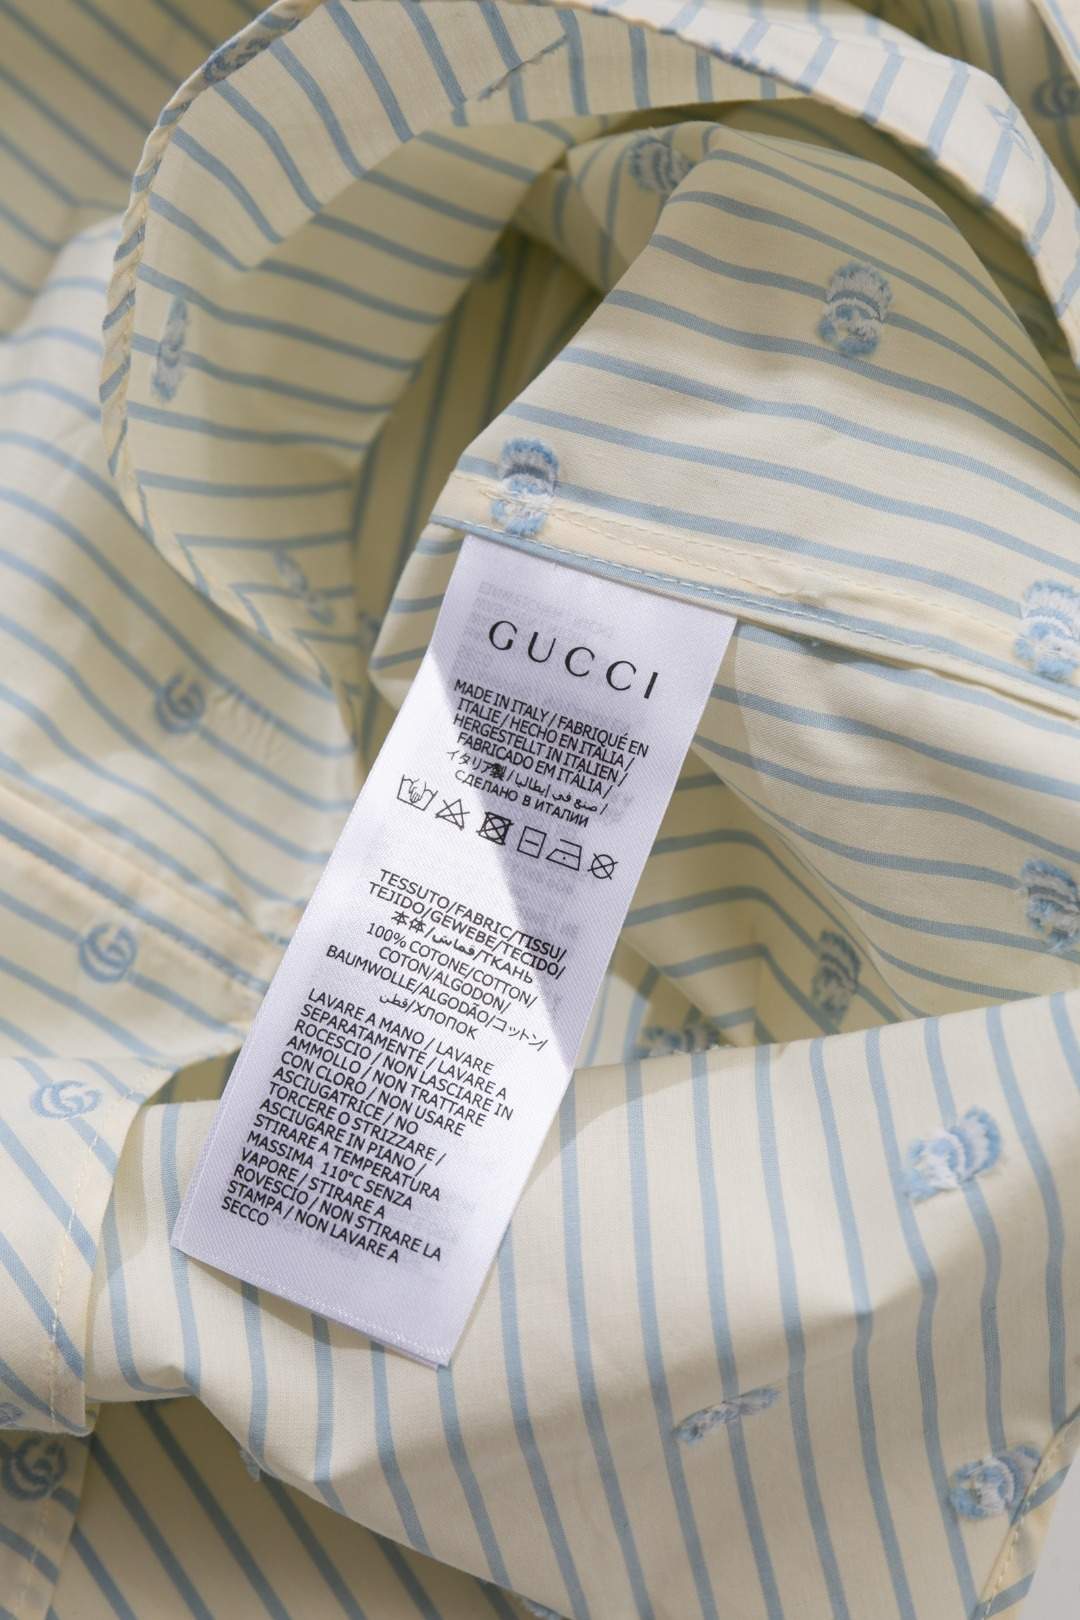 GUCCI
MADE IN ITALY / FABRIQUÉ EN
ITALIE / HECHO EN ITALIA /
HERGESTELLT IN ITALIEN /
FABRICADO EM ITÁLIA /
イタリア製 / صنع في إيطاليا /
СДЕЛАНО В ИТАЛИИ
TESSUTO/FABRIC/TISSU/
TEJIDO/GEWEBE/TECIDO/
本体/قماش/ТКАНЬ
100% COTONE/COTTON/
COTON/ALGODON/
BAUMWOLLE/ALGODÃO/コットン/
قطن/ХЛОПОК
LAVARE A MANO / LAVARE
SEPARATAMENTE / LAVARE A
ROCESCIO / NON LASCIARE IN
AMMOLLO / NON TRATTARE
CON CLORO / NON USARE
ASCIUGATRICE / NO
TORCERE O STRIZZARE /
ASCIUGARE IN PIANO /
STIRARE A TEMPERATURA
MASSIMA 110°C SENZA
VAPORE / STIRARE A
ROVESCIO / NON STIRARE LA
STAMPA / NON LAVARE A
SECCO